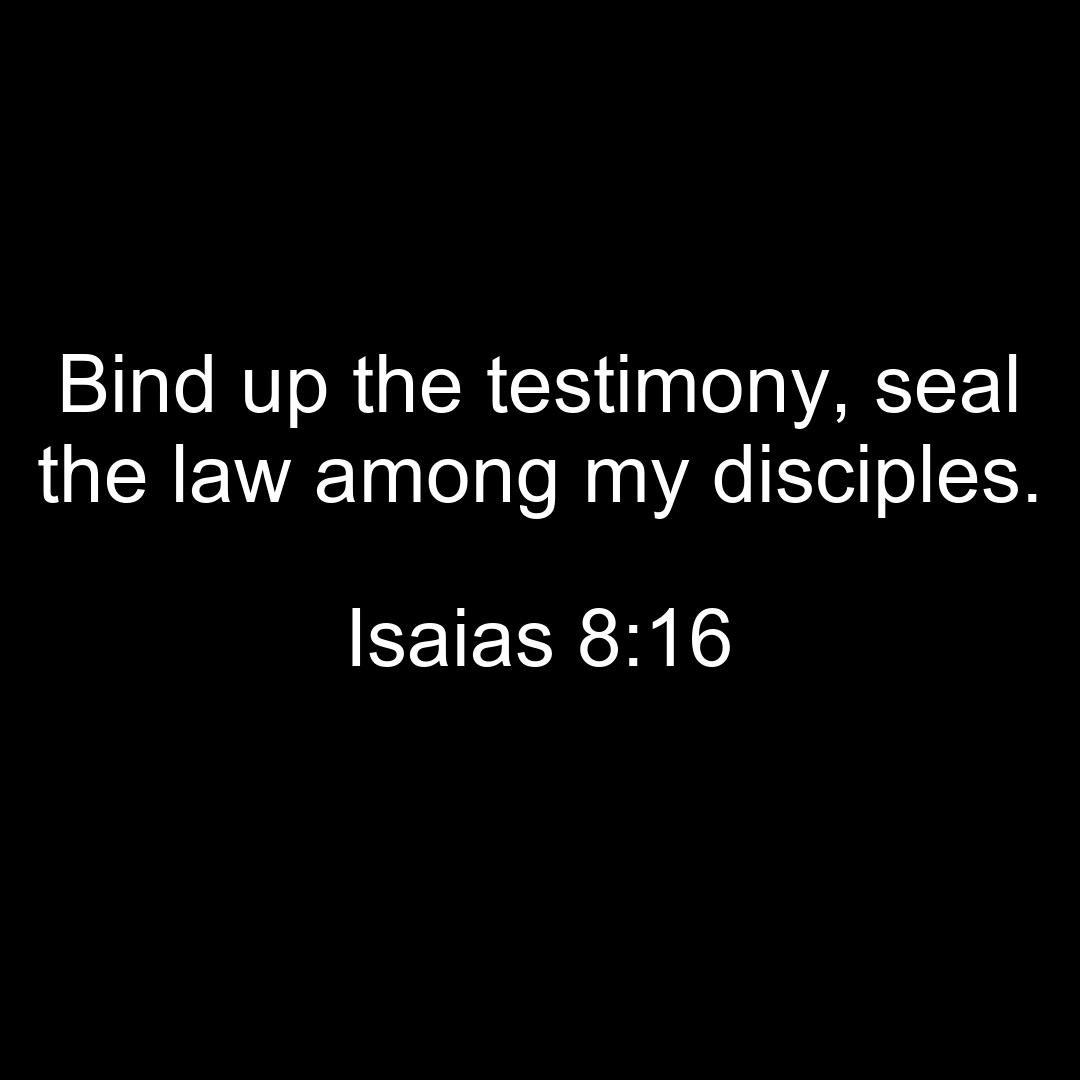 Bind up the testimony, seal
the law among my disciples.
Isaias 8:16